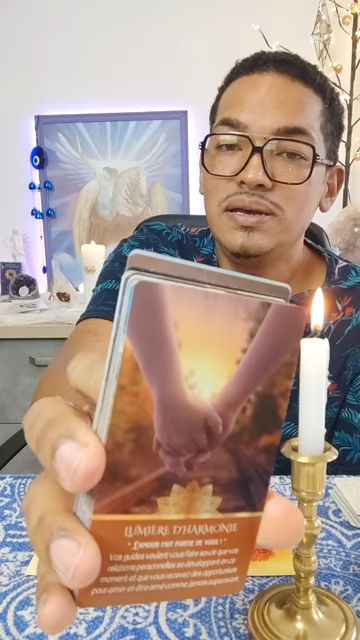 LUMIÈRE D'HARMONIE
"L'AMOUR FAIT PARTIE DE VOUS !"
Vos guides veulent vous faire savoir que vos
relations personnelles se développent en ce
moment et que vous recevez des opportunités
pour aimer et être aimé comme jamais auparavant.